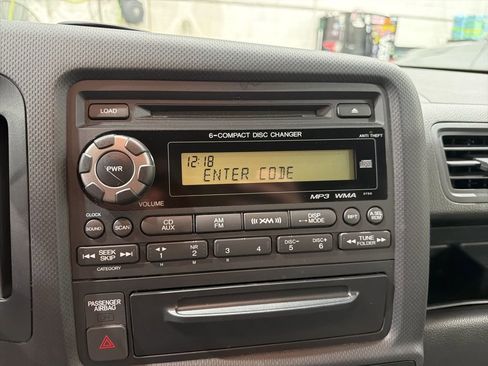 LOAD
6-COMPACT DISC CHANGER
ANTI THEFT
12:18
ENTER CODE
PWR
VOLUME
MP3 WMA
CLOCK
SOUND
SCAN
CD
AUX
AM
FM
XM
DISP
MODE
RPT
A.SEL
SEEK
SKIP
CATEGORY
1
NR
2
3
4
DISC-
5
DISC+
6
TUNE
FOLDER
PASSENGER
AIRBAG